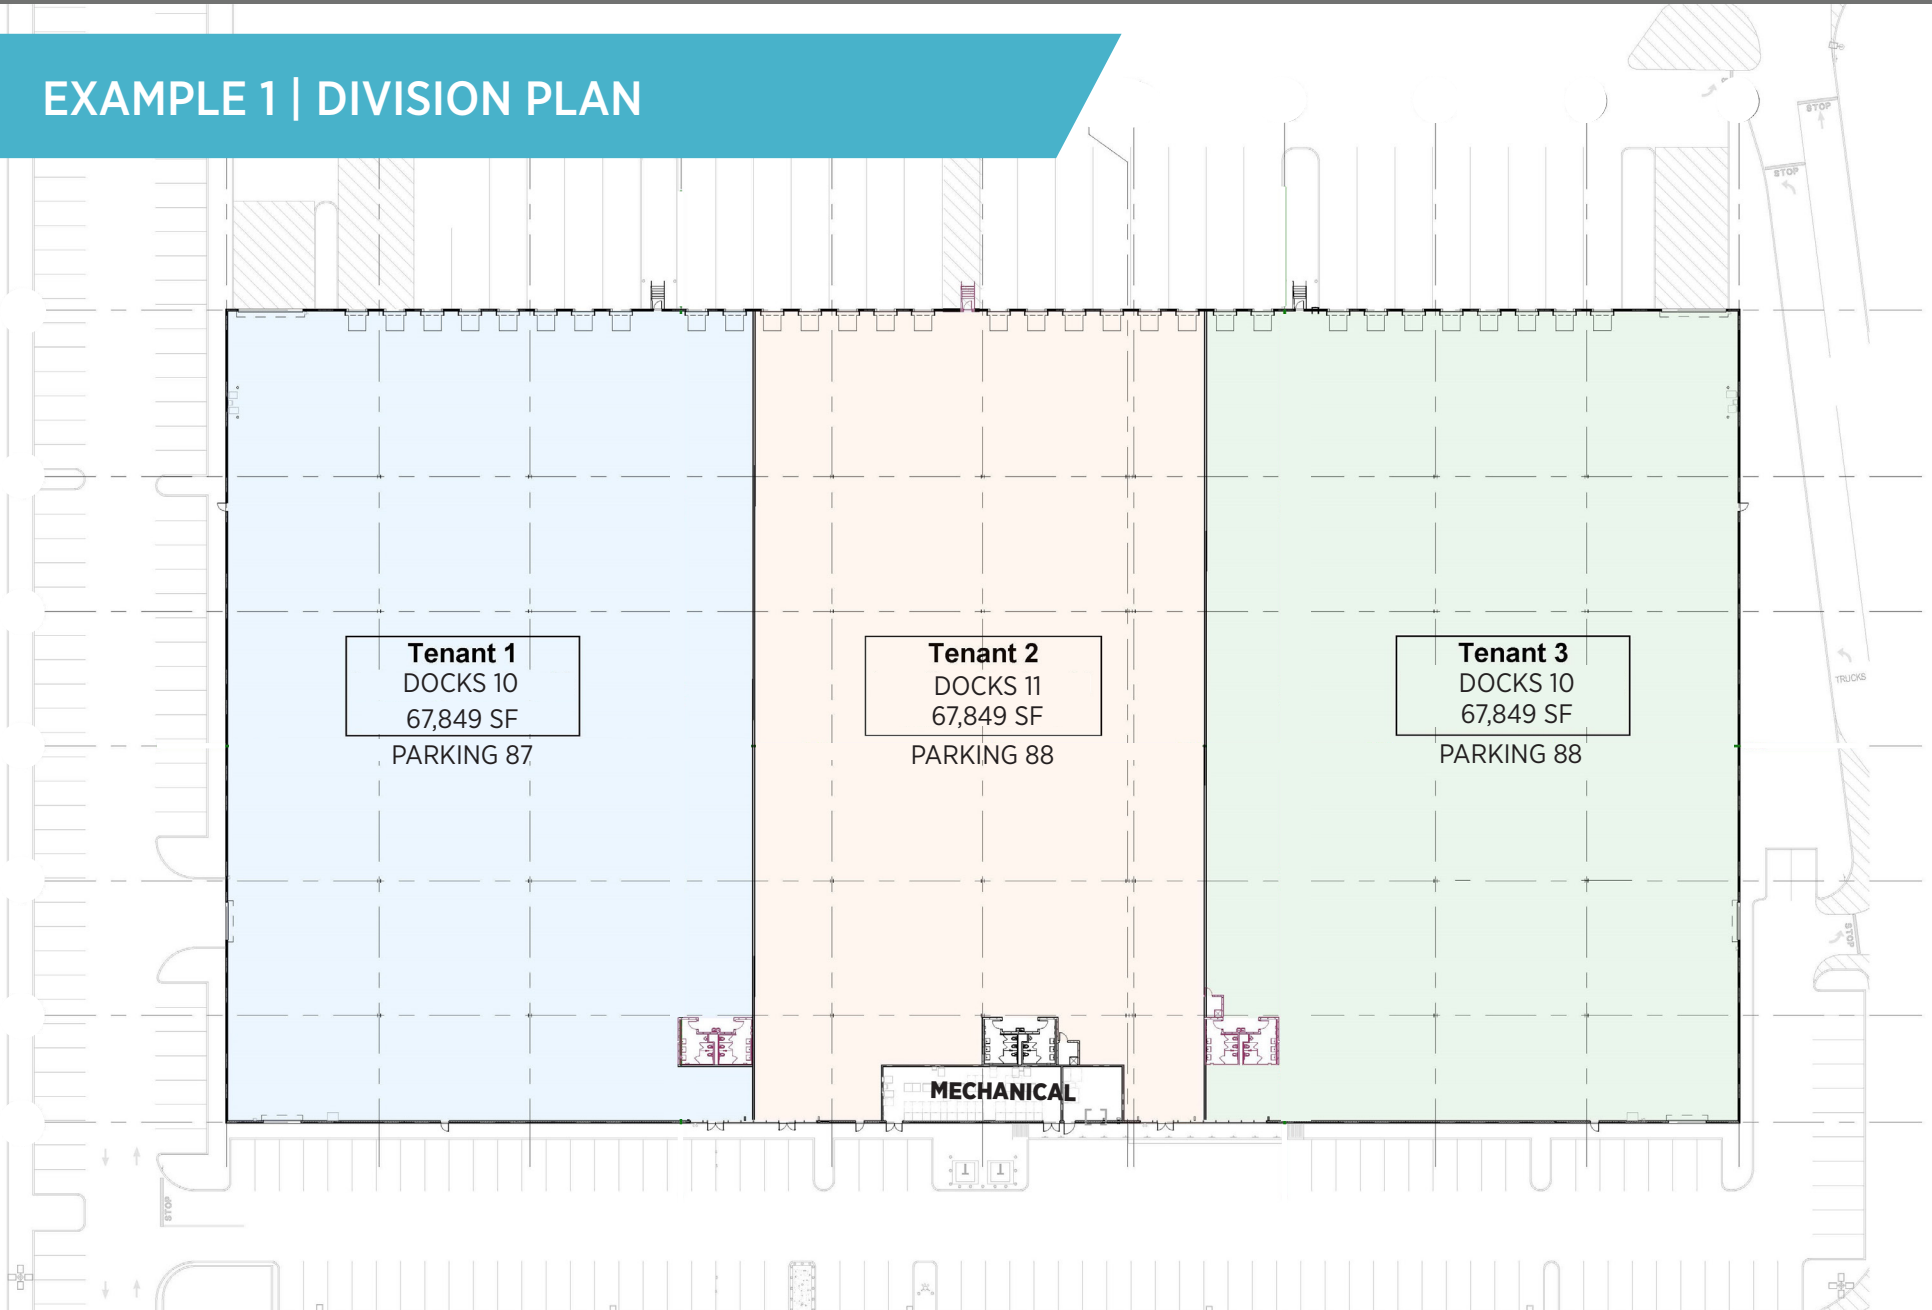 EXAMPLE 1 | DIVISION PLAN
STOP
STOP
Tenant 1
DOCKS 10
67,849 SF
PARKING 87
Tenant 2
DOCKS 11
67,849 SF
PARKING 88
Tenant 3
DOCKS 10
67,849 SF
PARKING 88
TRUCKS
STOP
MECHANICAL
STOP